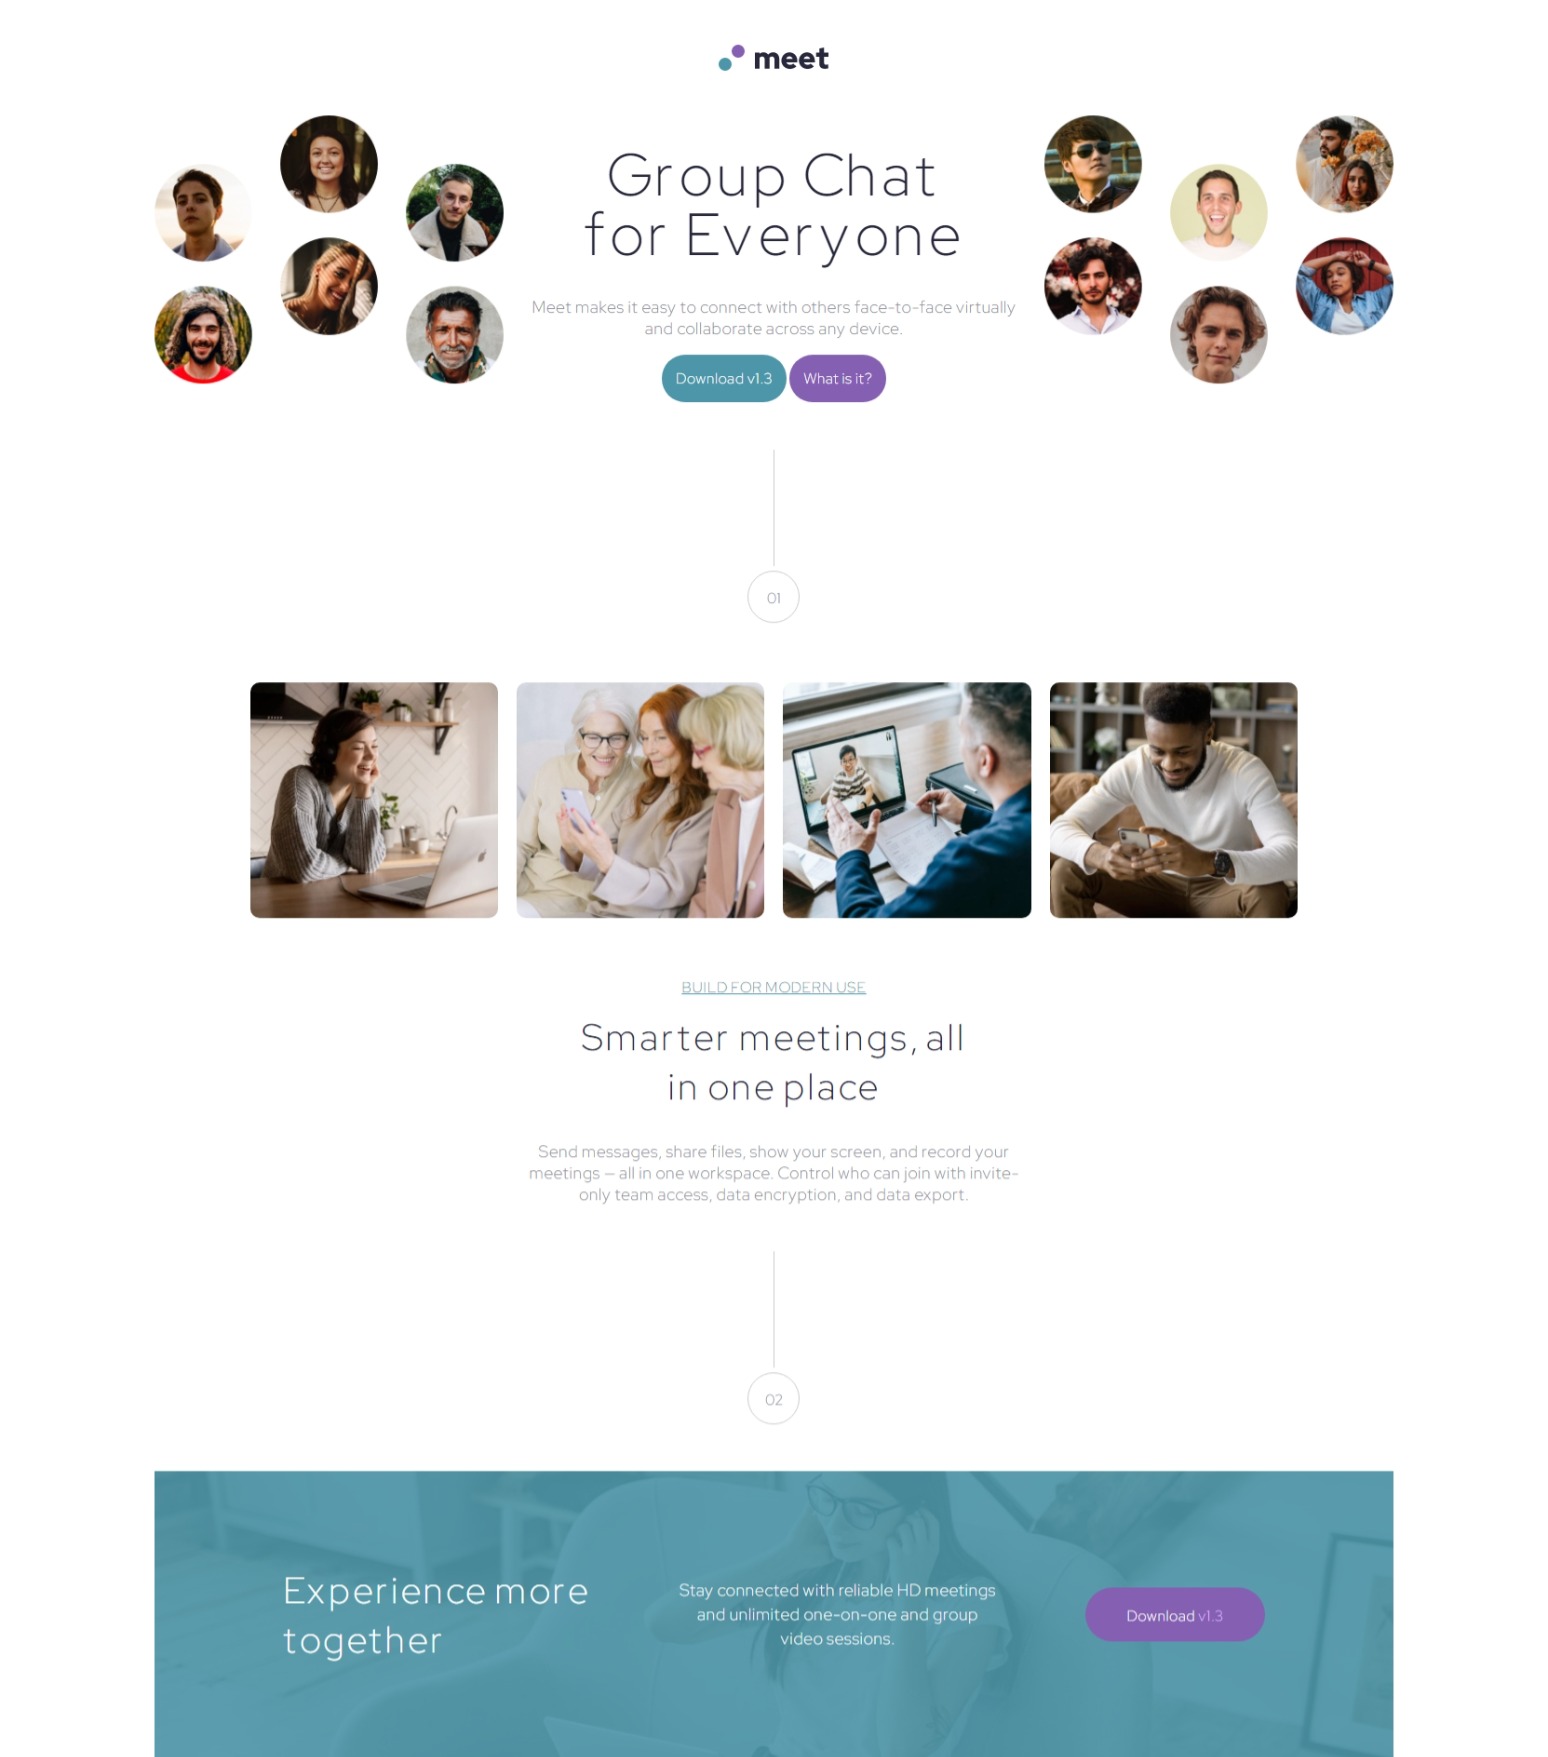 meet
Group Chat
for Everyone
Meet makes it easy to connect with others face-to-face virtually
and collaborate across any device.
Download v1.3
What is it?
01
BUILD FOR MODERN USE
Smarter meetings, all
in one place
Send messages, share files, show your screen, and record your
meetings — all in one workspace. Control who can join with invite-
only team access, data encryption, and data export.
02
Experience more
together
Stay connected with reliable HD meetings
and unlimited one-on-one and group
video sessions.
Download v1.3